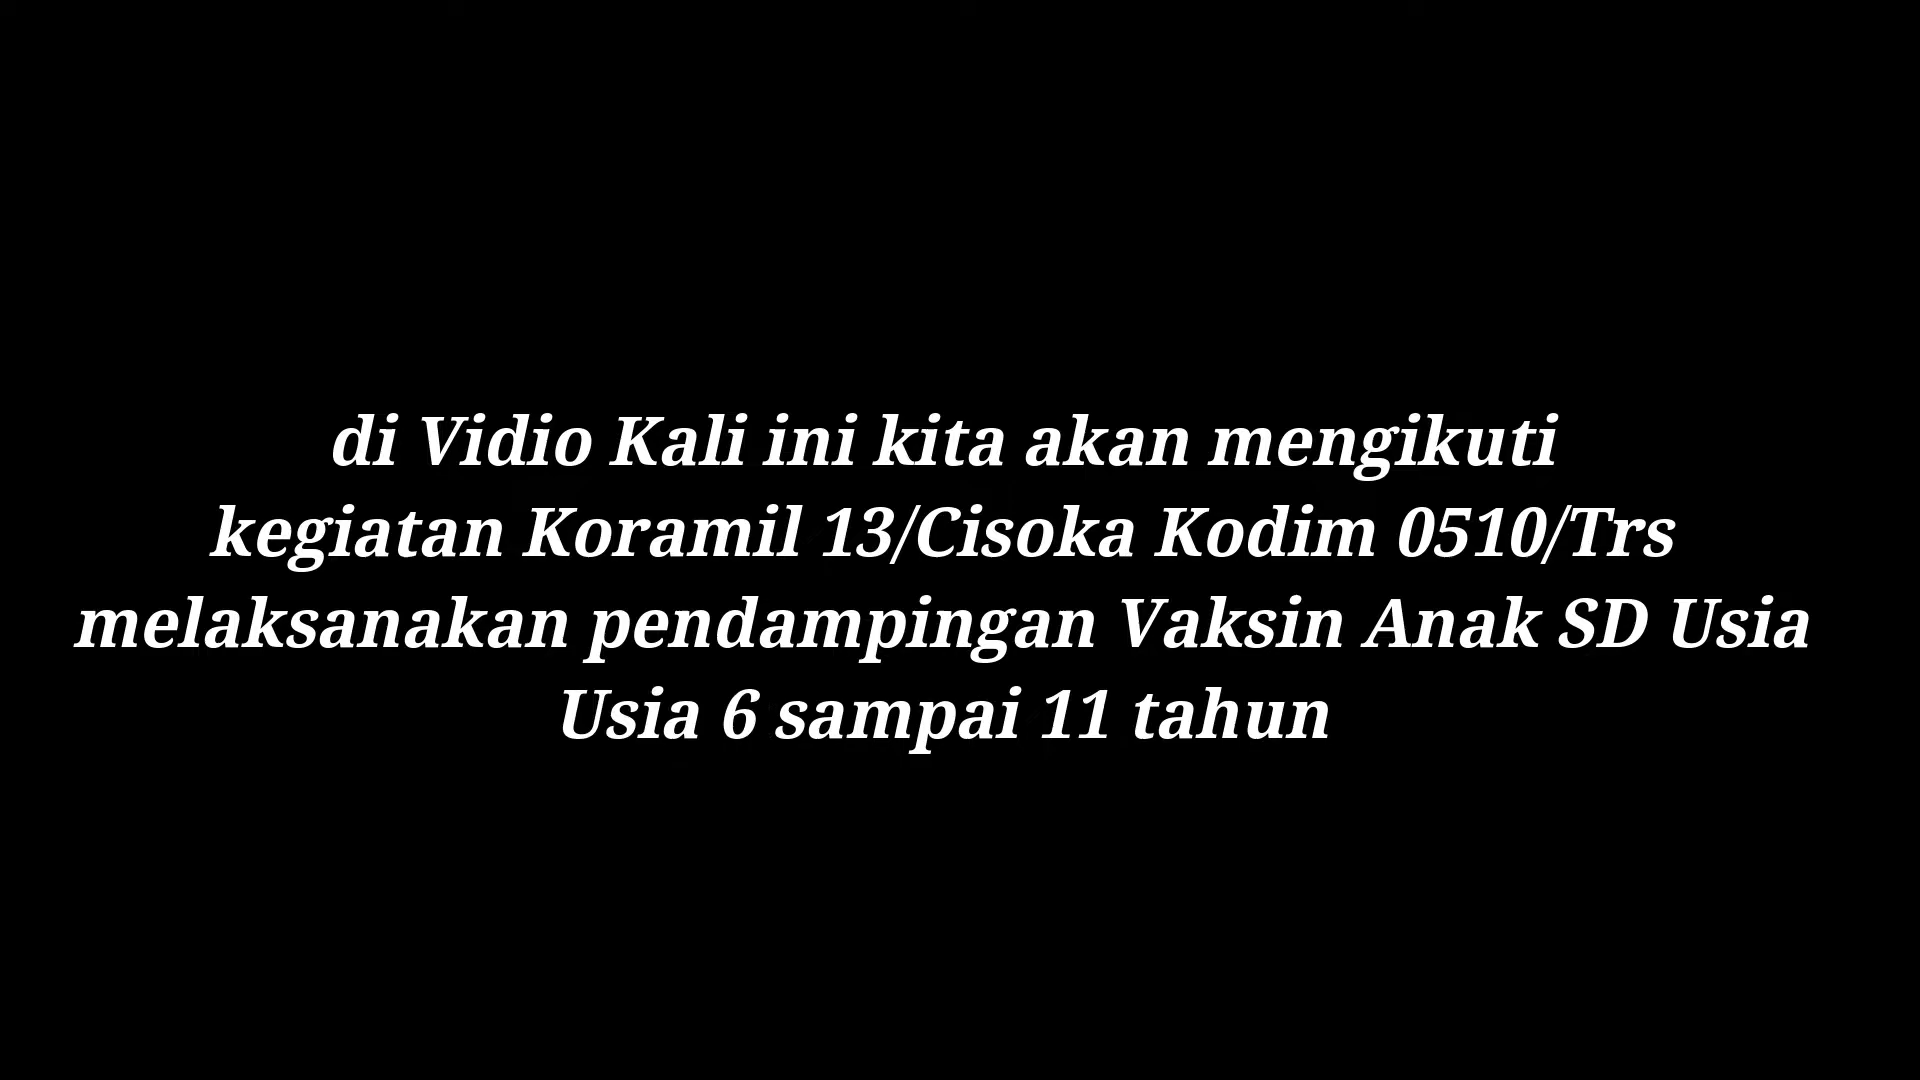 di Vidio Kali ini kita akan mengikuti
kegiatan Koramil 13/Cisoka Kodim 0510/Trs
melaksanakan pendampingan Vaksin Anak SD Usia
Usia 6 sampai 11 tahun